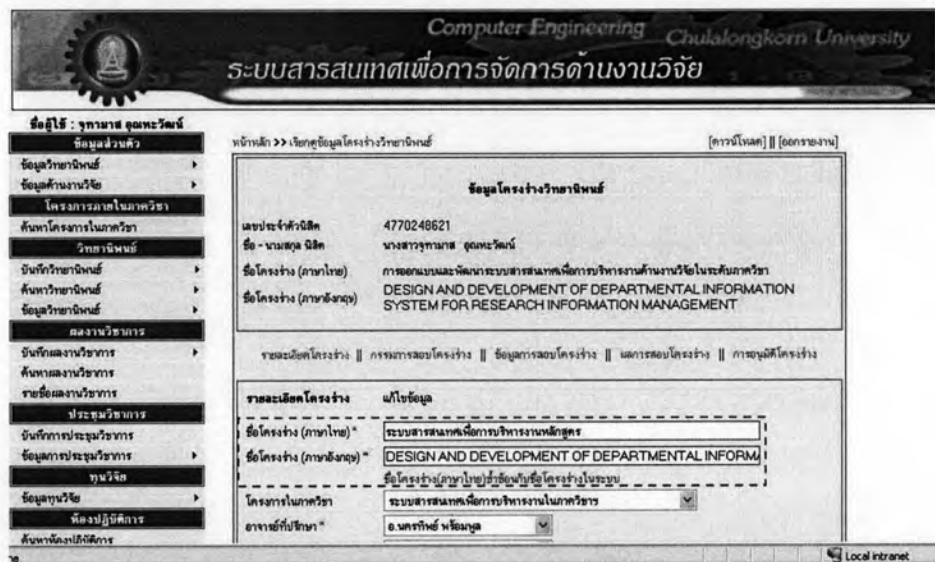 Computer Engineering Chulalongkorn University
ระบบสารสนเทศเพื่อการจัดการด้านงานวิจัย
ชื่อผู้ใช้ : จุฑามาส อุณหะวัฒน์
ข้อมูลส่วนตัว
ข้อมูลวิทยานิพนธ์
ข้อมูลด้านงานวิจัย
โครงการภายในภาควิชา
ค้นหาโครงการในภาควิชา
วิทยานิพนธ์
บันทึกวิทยานิพนธ์
ค้นหาวิทยานิพนธ์
ข้อมูลวิทยานิพนธ์
ผลงานวิชาการ
บันทึกผลงานวิชาการ
ค้นหาผลงานวิชาการ
รายชื่อผลงานวิชาการ
ประชุมวิชาการ
บันทึกการประชุมวิชาการ
ข้อมูลการประชุมวิชาการ
ทุนวิจัย
ข้อมูลทุนวิจัย
ห้องปฏิบัติการ
ค้นหาห้องปฏิบัติการ
หน้าหลัก >> เรียกดูข้อมูลโครงร่างวิทยานิพนธ์ [ดาวน์โหลด] || [ออกรายงาน]
ข้อมูลโครงร่างวิทยานิพนธ์
เลขประจำตัวนิสิต 4770248621
ชื่อ - นามสกุล นิสิต นางสาวจุฑามาส อุณหะวัฒน์
ชื่อโครงร่าง (ภาษาไทย) การออกแบบและพัฒนาระบบสารสนเทศเพื่อการบริหารงานด้านงานวิจัยในระดับภาควิชา
ชื่อโครงร่าง (ภาษาอังกฤษ) DESIGN AND DEVELOPMENT OF DEPARTMENTAL INFORMATION
SYSTEM FOR RESEARCH INFORMATION MANAGEMENT
รายละเอียดโครงร่าง || กรรมการสอบโครงร่าง || ข้อมูลการสอบโครงร่าง || ผลการสอบโครงร่าง || การอนุมัติโครงร่าง
รายละเอียดโครงร่าง แก้ไขข้อมูล
ชื่อโครงร่าง (ภาษาไทย) * ระบบสารสนเทศเพื่อการบริหารงานหลักสูตร
ชื่อโครงร่าง (ภาษาอังกฤษ) * DESIGN AND DEVELOPMENT OF DEPARTMENTAL INFORMA
ชื่อโครงร่าง(ภาษาไทย)ซ้ำซ้อนกับชื่อโครงร่างในระบบ
โครงการในภาควิชา ระบบสารสนเทศเพื่อการบริหารงานในภาควิชาฯ
อาจารย์ที่ปรึกษา * อ.นครทิพย์ พร้อมพูล
Local intranet